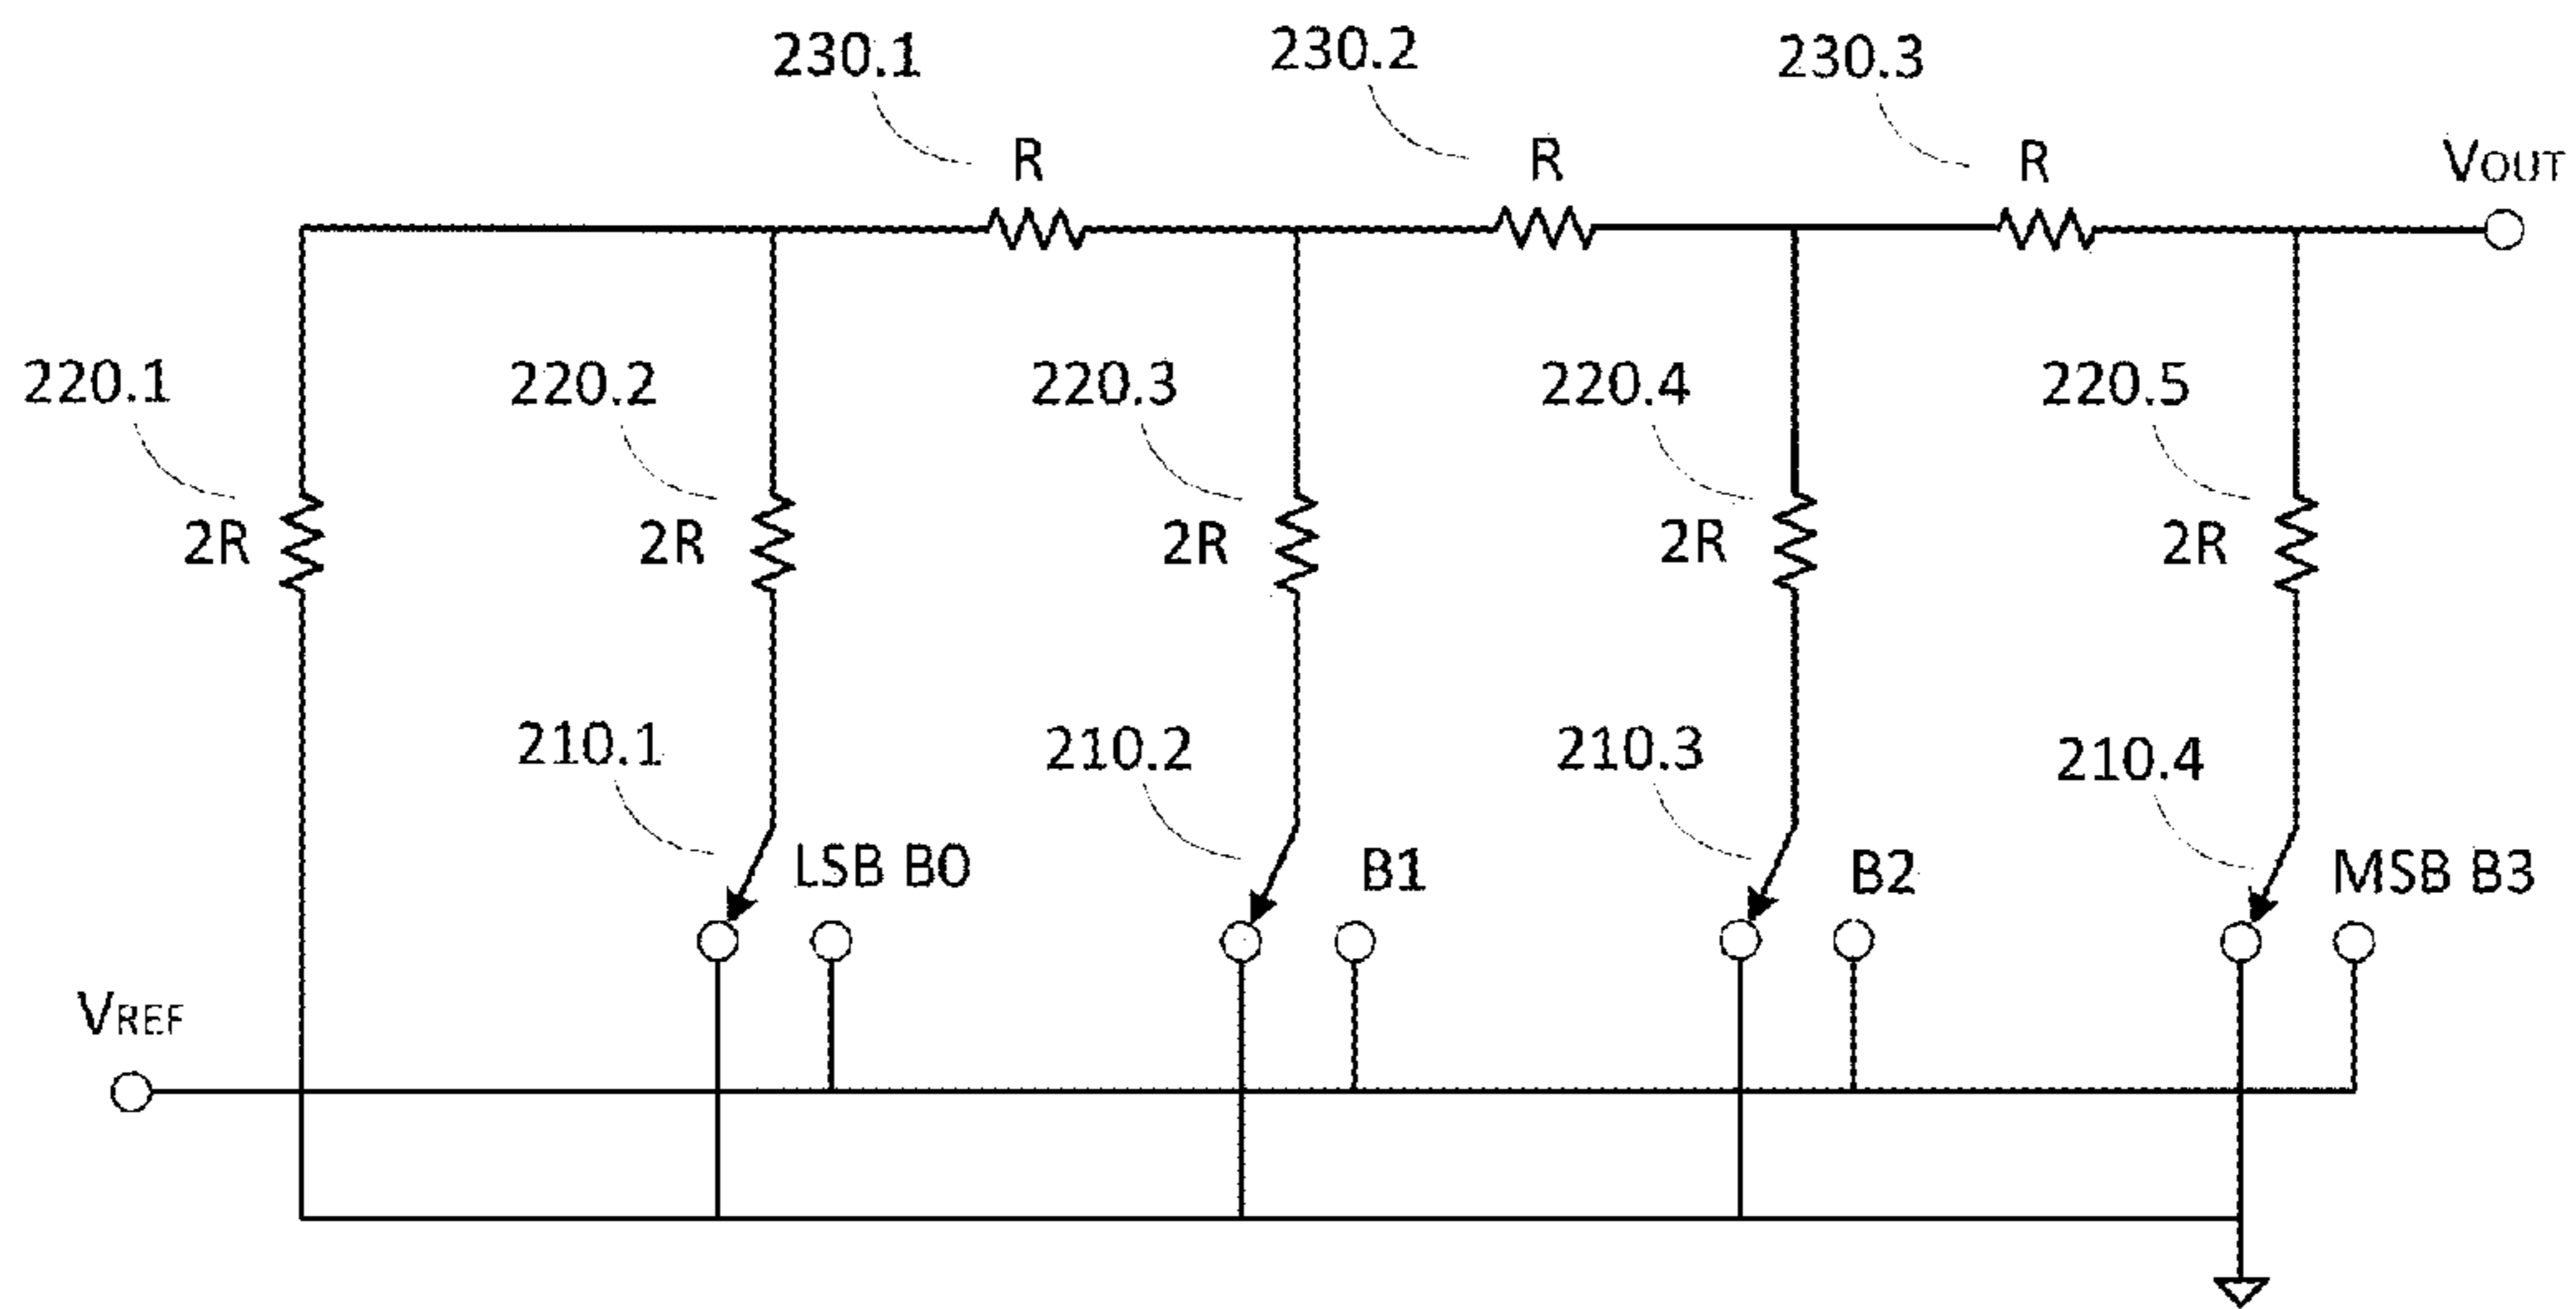 230.1
230.2
230.3
R
R
R
VOUT
220.1
220.2
220.3
220.4
220.5
2R
2R
2R
2R
2R
210.1
210.2
210.3
210.4
LSB B0
B1
B2
MSB B3
VREF